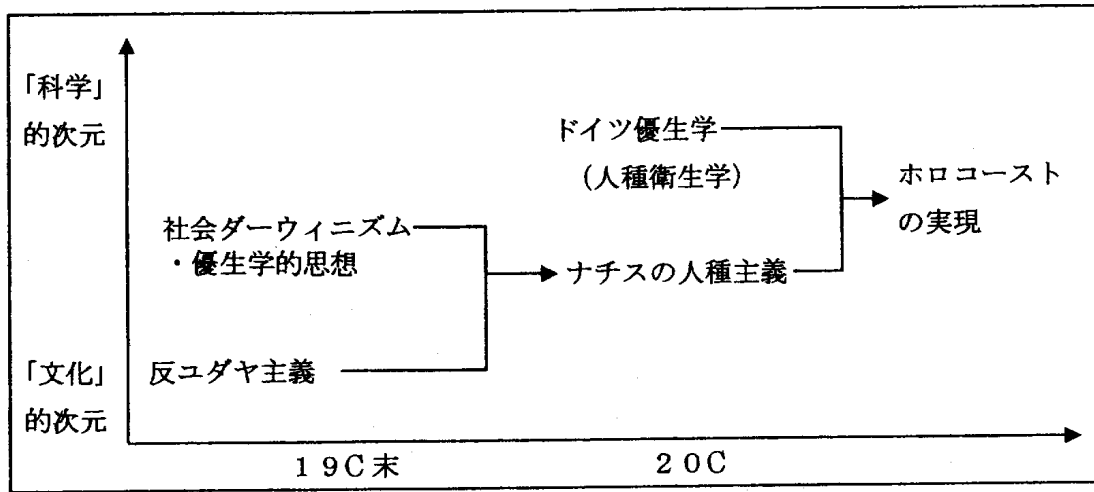 「科学」
的次元
ドイツ優生学
(人種衛生学)
ホロコースト
の実現
社会ダーウィニズム
・優生学的思想
ナチスの人種主義
「文化」
的次元
反ユダヤ主義
19C末
20C